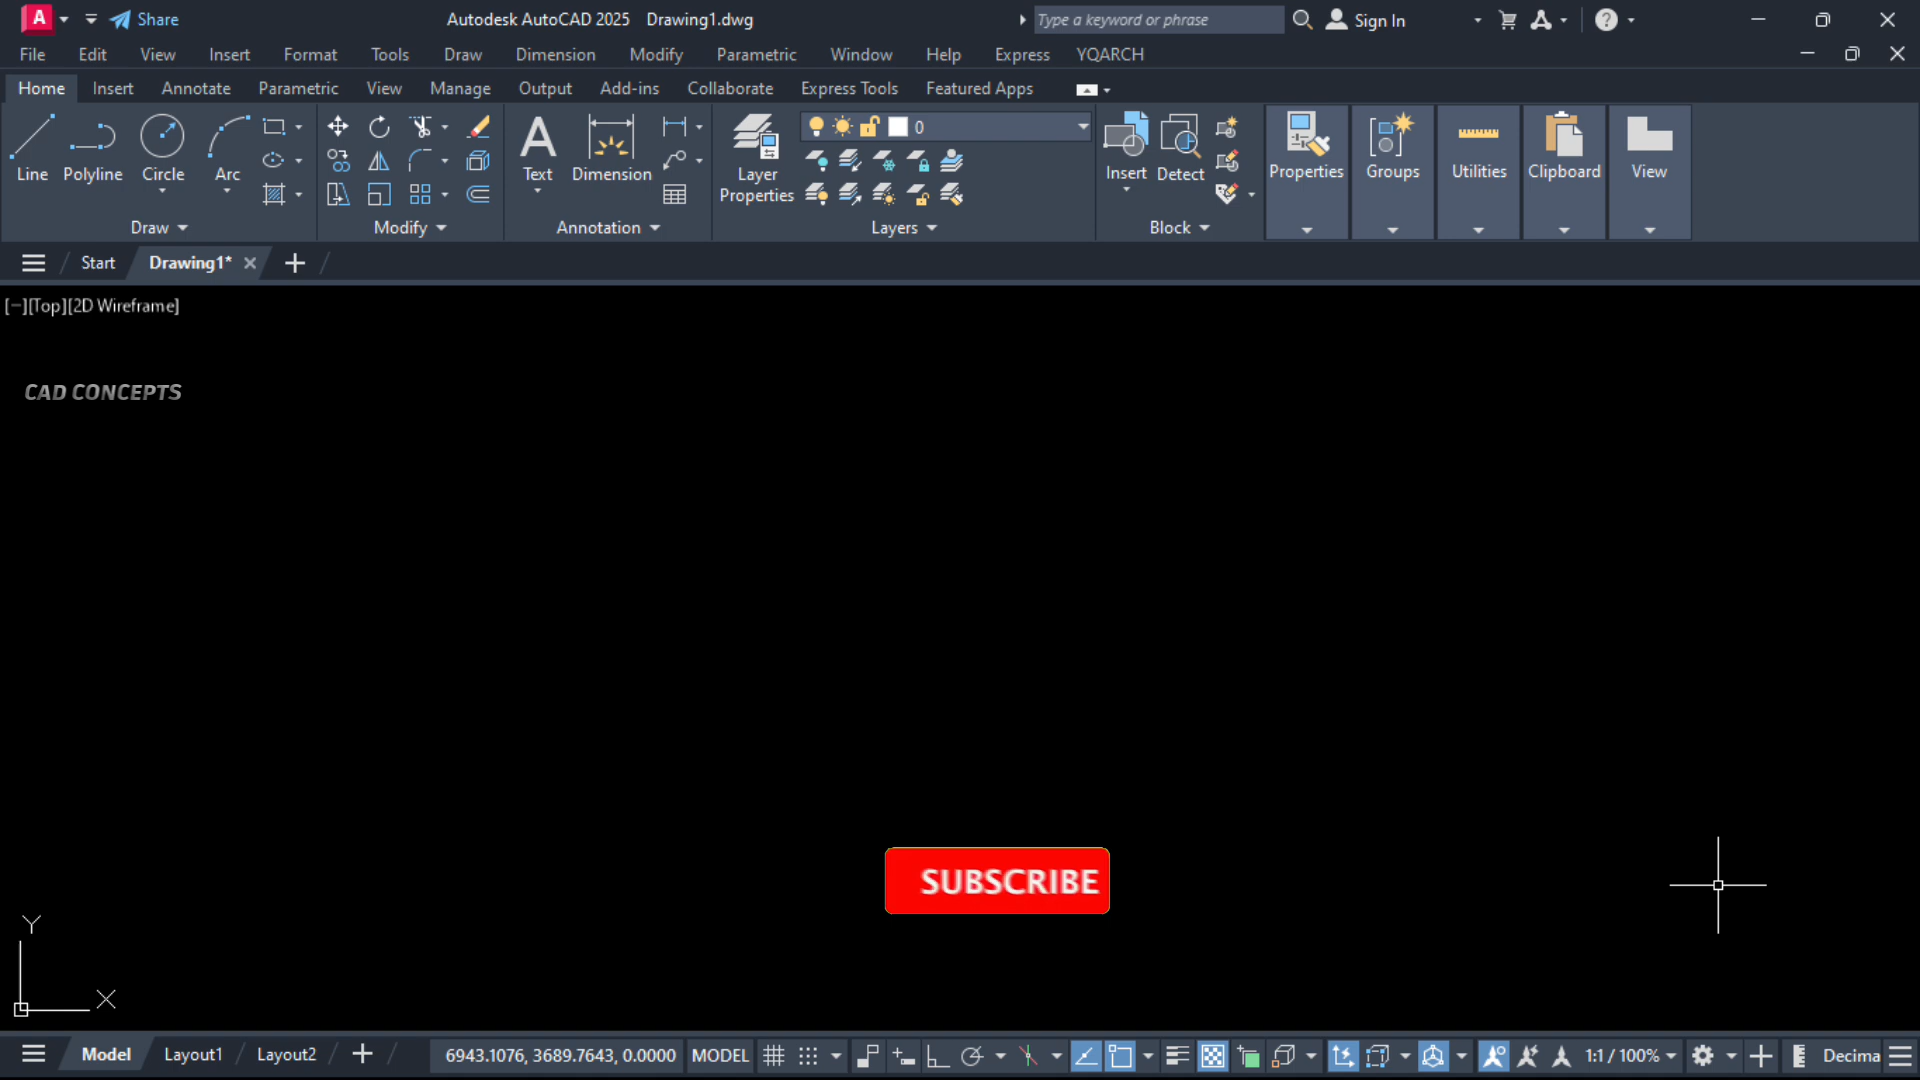 A Share Autodesk AutoCAD 2025 Drawing1.dwg Type a keyword or phrase Sign In
File Edit View Insert Format Tools Draw Dimension Modify Parametric Window Help Express YQARCH
Home Insert Annotate Parametric View Manage Output Add-ins Collaborate Express Tools Featured Apps
0
Line Polyline Circle Arc Text Dimension Layer Properties Insert Detect Properties Groups Utilities Clipboard View
Draw Modify Annotation Layers Block
Start Drawing1*
[−][Top][2D Wireframe]
CAD CONCEPTS
SUBSCRIBE
Y
X
Model Layout1 Layout2 6943.1076, 3689.7643, 0.0000 MODEL 1:1 / 100% Decima